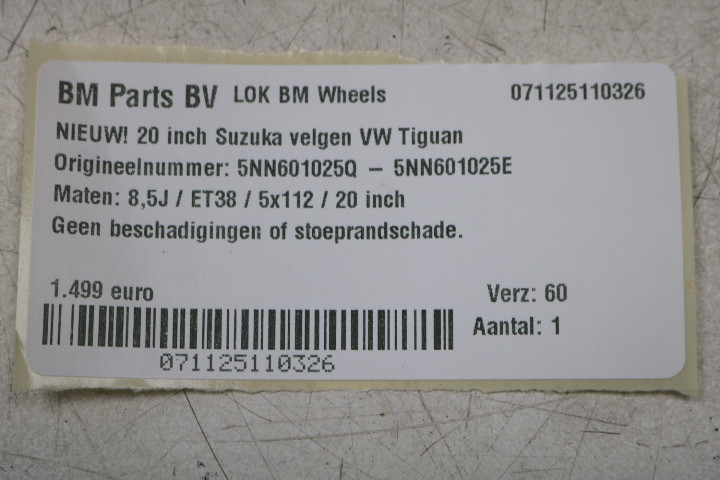 BM Parts BV LOK BM Wheels 071125110326
NIEUW! 20 inch Suzuka velgen VW Tiguan
Origineelnummer: 5NN601025Q – 5NN601025E
Maten: 8,5J / ET38 / 5x112 / 20 inch
Geen beschadigingen of stoeprandschade.
1.499 euro Verz: 60
Aantal: 1
071125110326